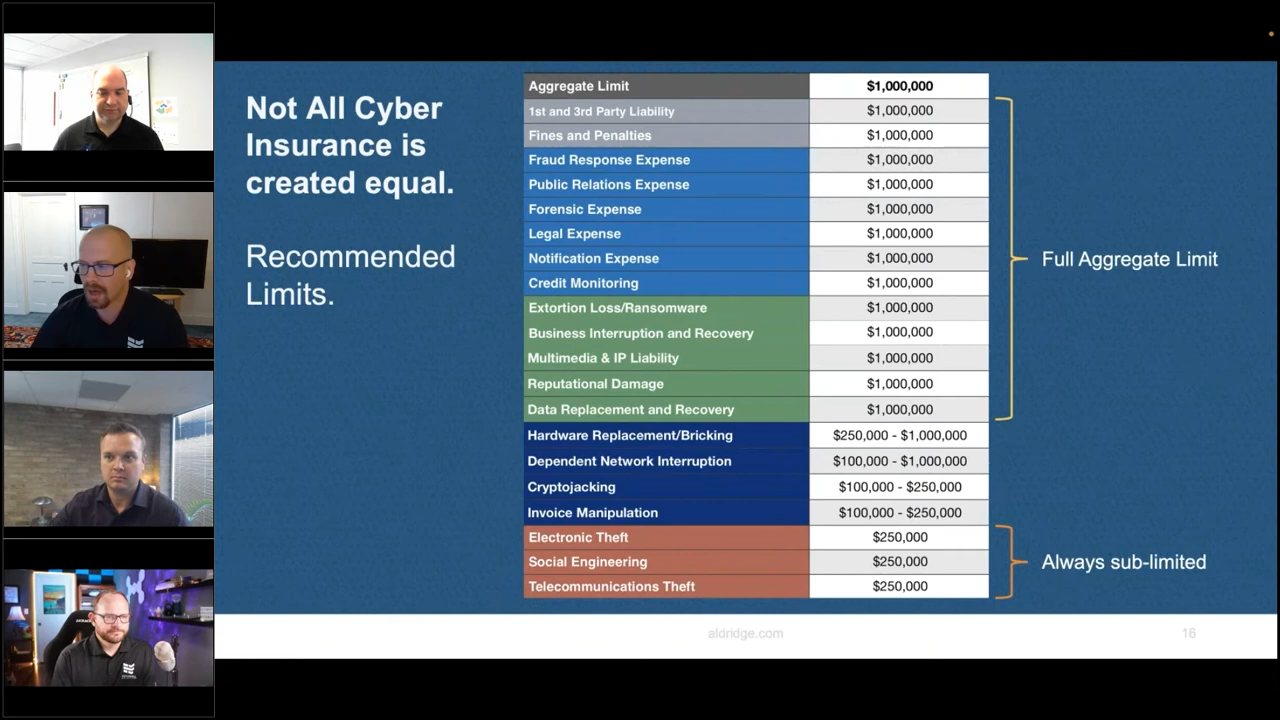 Not All Cyber
Insurance is
created equal.
Recommended
Limits.
Aggregate Limit $1,000,000
1st and 3rd Party Liability $1,000,000
Fines and Penalties $1,000,000
Fraud Response Expense $1,000,000
Public Relations Expense $1,000,000
Forensic Expense $1,000,000
Legal Expense $1,000,000
Notification Expense $1,000,000
Credit Monitoring $1,000,000
Extortion Loss/Ransomware $1,000,000
Business Interruption and Recovery $1,000,000
Multimedia & IP Liability $1,000,000
Reputational Damage $1,000,000
Data Replacement and Recovery $1,000,000
Hardware Replacement/Bricking $250,000 - $1,000,000
Dependent Network Interruption $100,000 - $1,000,000
Cryptojacking $100,000 - $250,000
Invoice Manipulation $100,000 - $250,000
Electronic Theft $250,000
Social Engineering $250,000
Telecommunications Theft $250,000
Full Aggregate Limit
Always sub-limited
aldridge.com
16